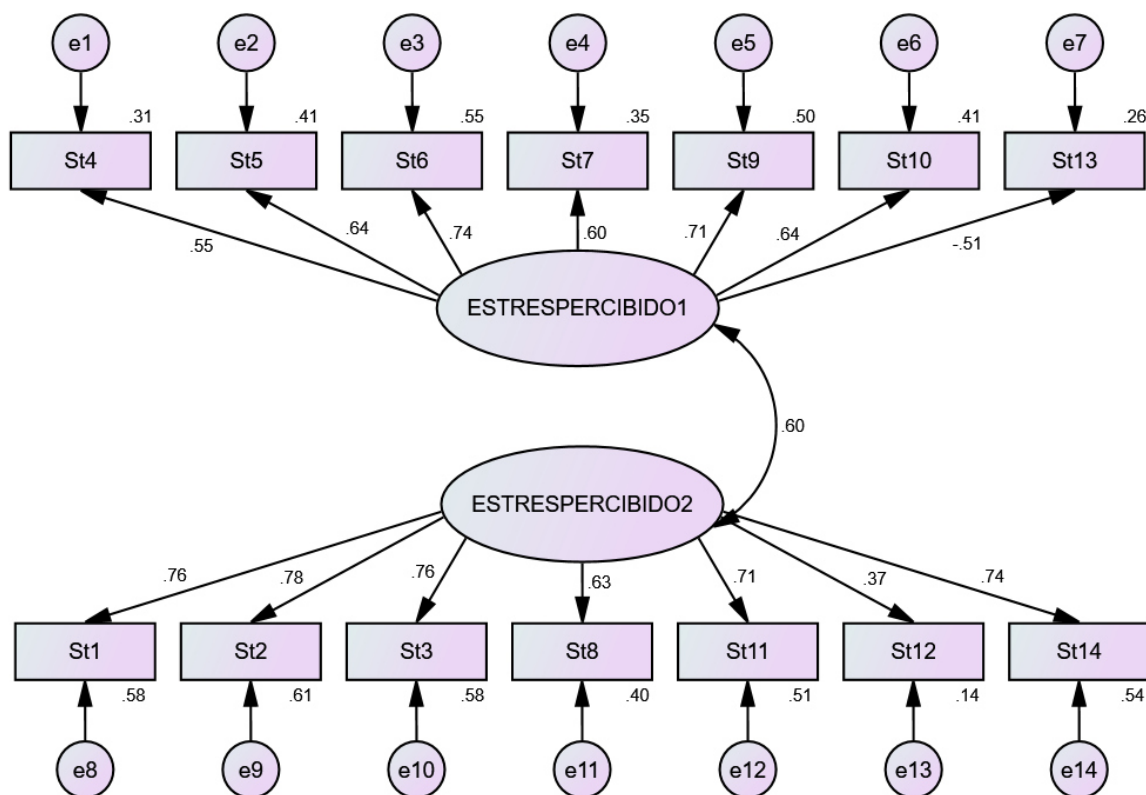 e1 e2 e3 e4 e5 e6 e7
.31 .41 .55 .35 .50 .41 .26
St4 St5 St6 St7 St9 St10 St13
.55 .64 .74 .60 .71 .64 -.51
ESTRESPERCIBIDO1
.60
ESTRESPERCIBIDO2
.76 .78 .76 .63 .71 .37 .74
St1 St2 St3 St8 St11 St12 St14
.58 .61 .58 .40 .51 .14 .54
e8 e9 e10 e11 e12 e13 e14